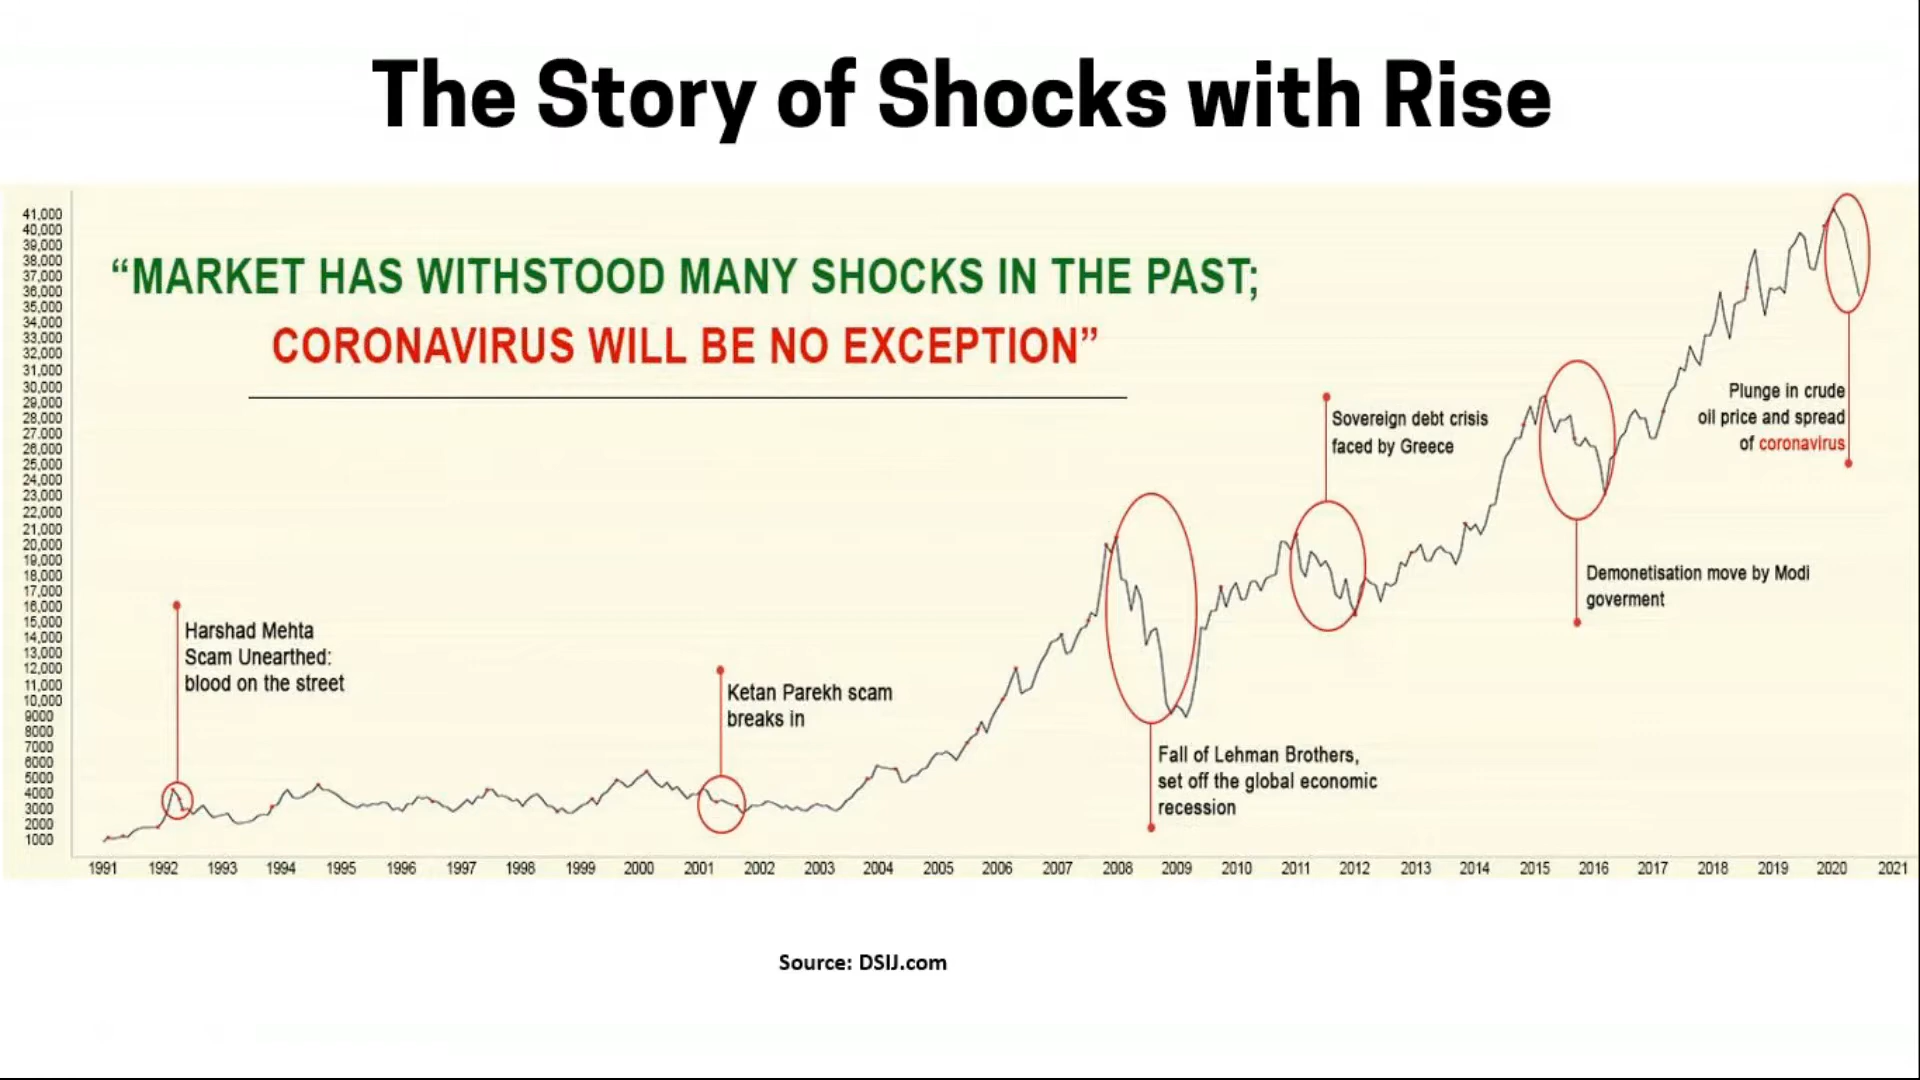 The Story of Shocks with Rise
“MARKET HAS WITHSTOOD MANY SHOCKS IN THE PAST;
CORONAVIRUS WILL BE NO EXCEPTION”
41,000
40,000
39,000
38,000
37,000
36,000
35,000
34,000
33,000
32,000
31,000
30,000
29,000
28,000
27,000
26,000
25,000
24,000
23,000
22,000
21,000
20,000
19,000
18,000
17,000
16,000
15,000
14,000
13,000
12,000
11,000
10,000
9000
8000
7000
6000
5000
4000
3000
2000
1000
Harshad Mehta
Scam Unearthed:
blood on the street
Ketan Parekh scam
breaks in
Fall of Lehman Brothers,
set off the global economic
recession
Sovereign debt crisis
faced by Greece
Demonetisation move by Modi
goverment
Plunge in crude
oil price and spread
of coronavirus
1991 1992 1993 1994 1995 1996 1997 1998 1999 2000 2001 2002 2003 2004 2005 2006 2007 2008 2009 2010 2011 2012 2013 2014 2015 2016 2017 2018 2019 2020 2021
Source: DSIJ.com